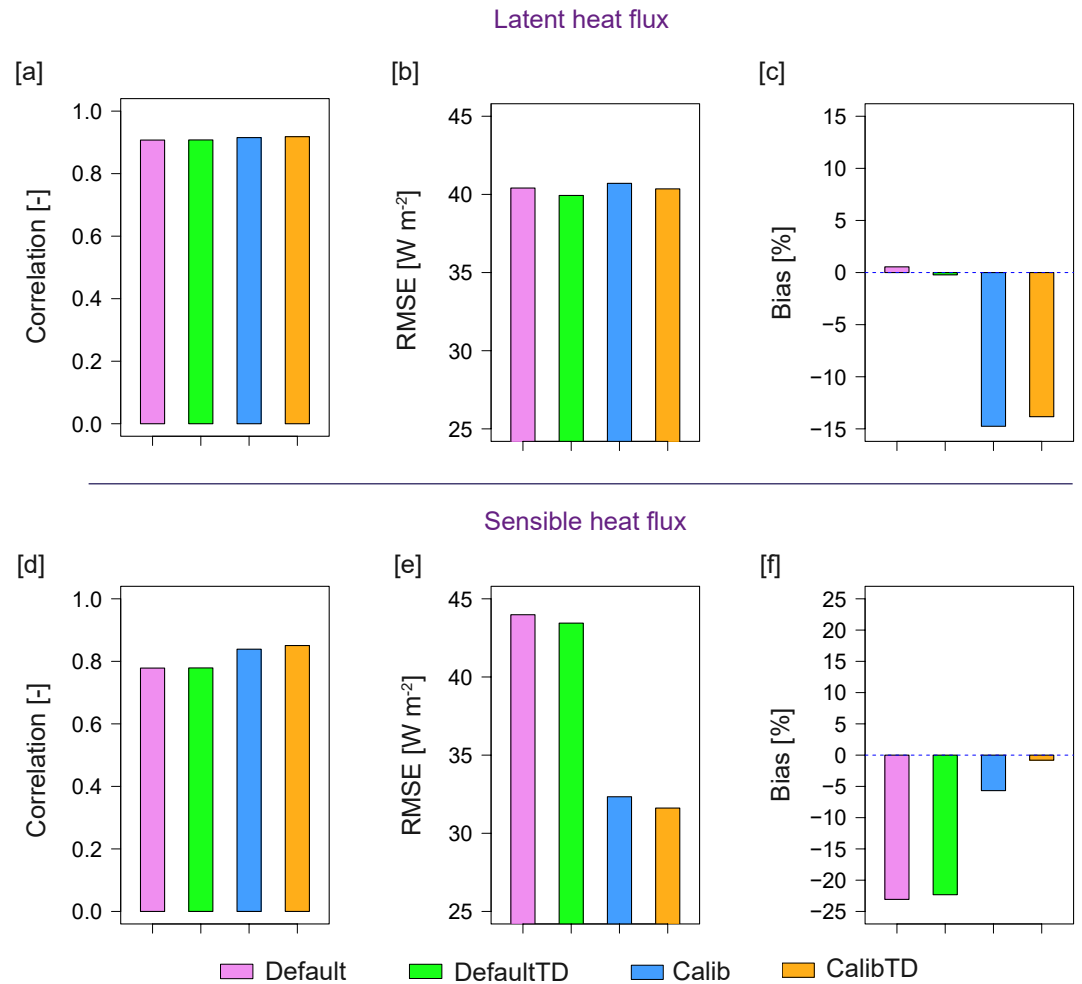 Latent heat flux
[a]
[b]
[c]
Correlation [-]
1.0
0.8
0.6
0.4
0.2
0.0
RMSE [W m-2]
45
40
35
30
25
Bias [%]
15
10
5
0
−5
−10
−15
Sensible heat flux
[d]
[e]
[f]
Correlation [-]
1.0
0.8
0.6
0.4
0.2
0.0
RMSE [W m-2]
45
40
35
30
25
Bias [%]
25
20
15
10
5
0
−5
−10
−15
−20
−25
Default DefaultTD Calib CalibTD